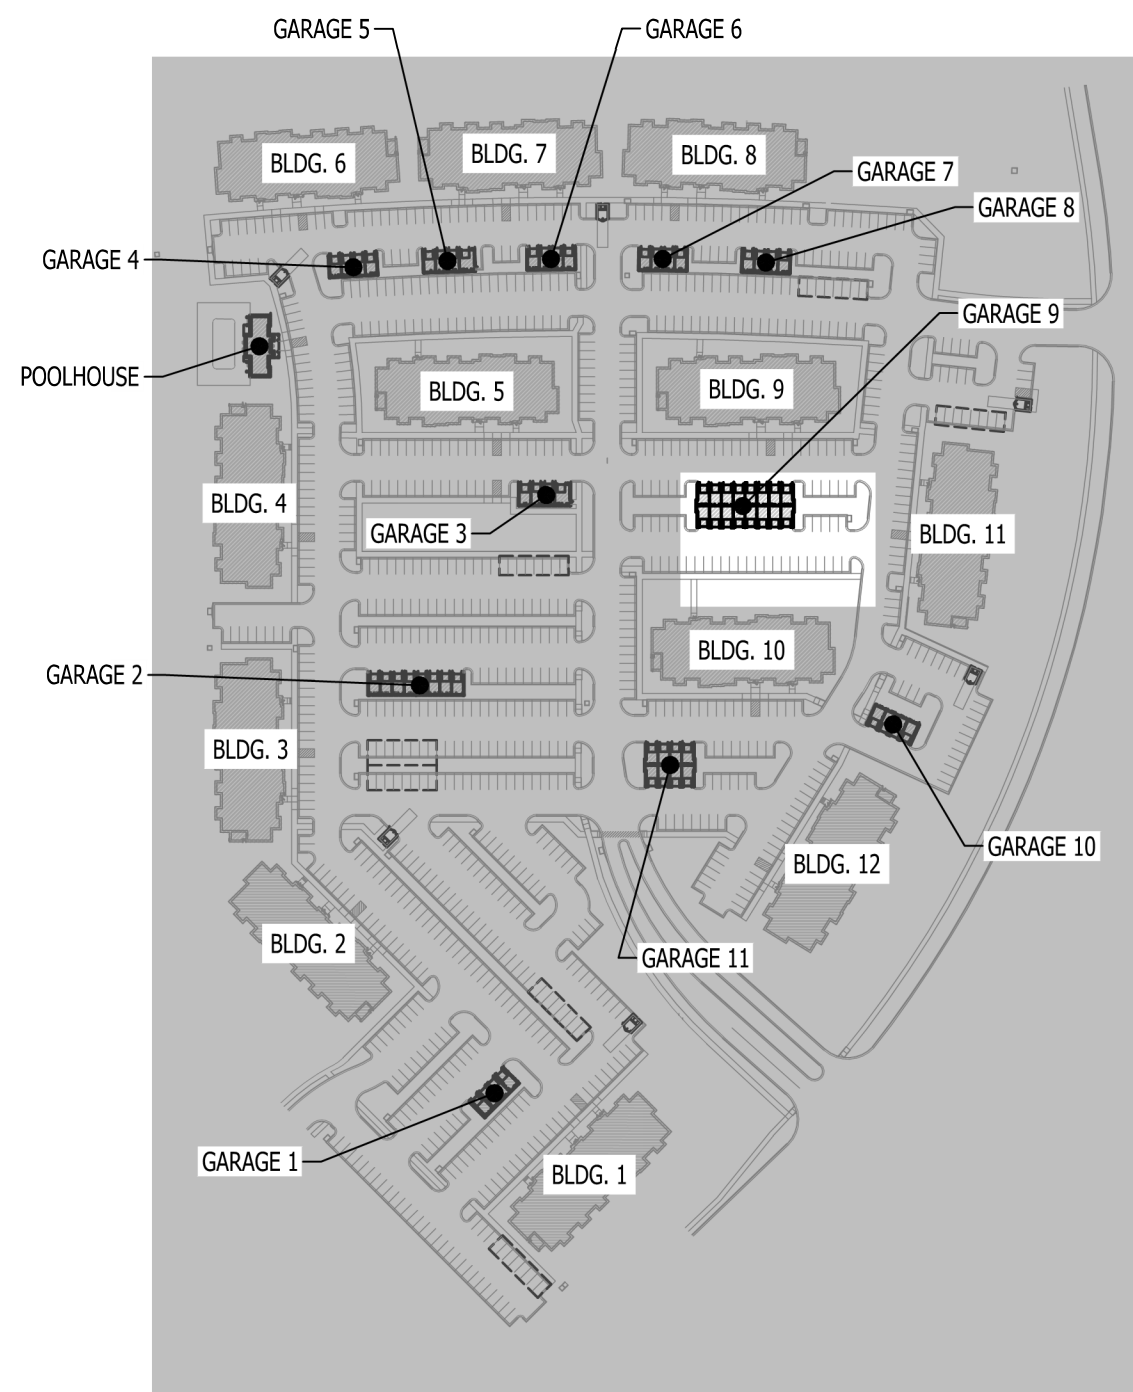 GARAGE 5
GARAGE 6
BLDG. 6
BLDG. 7
BLDG. 8
GARAGE 7
GARAGE 8
GARAGE 4
GARAGE 9
POOLHOUSE
BLDG. 5
BLDG. 9
BLDG. 4
GARAGE 3
BLDG. 11
BLDG. 10
GARAGE 2
BLDG. 3
GARAGE 10
BLDG. 12
BLDG. 2
GARAGE 11
GARAGE 1
BLDG. 1